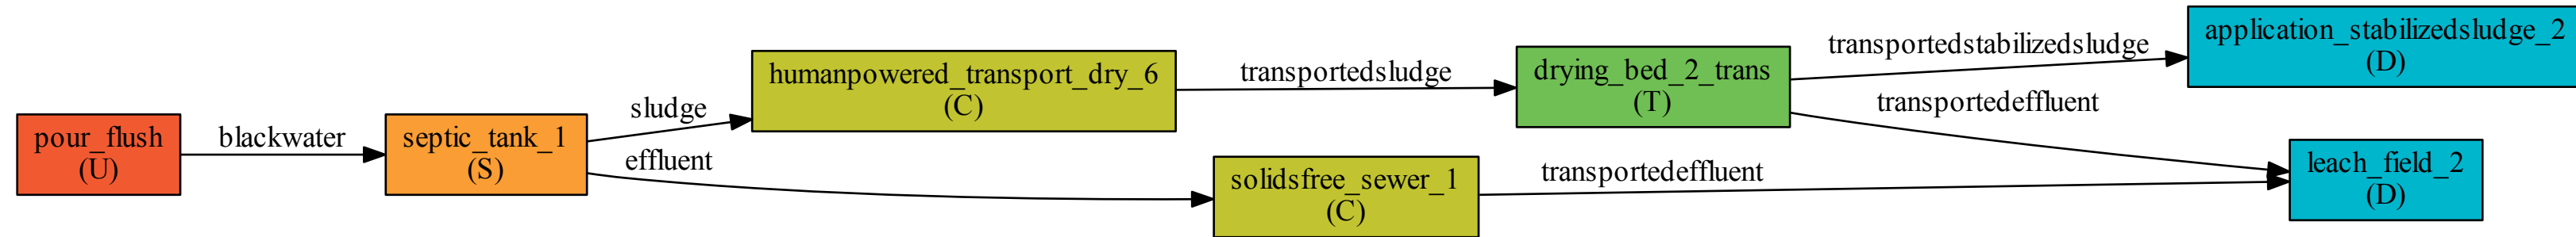 pour_flush
(U)
blackwater
septic_tank_1
(S)
sludge
effluent
humanpowered_transport_dry_6
(C)
transportedsludge
solidsfree_sewer_1
(C)
transportedeffluent
drying_bed_2_trans
(T)
transportedstabilizedsludge
transportedeffluent
application_stabilizedsludge_2
(D)
leach_field_2
(D)